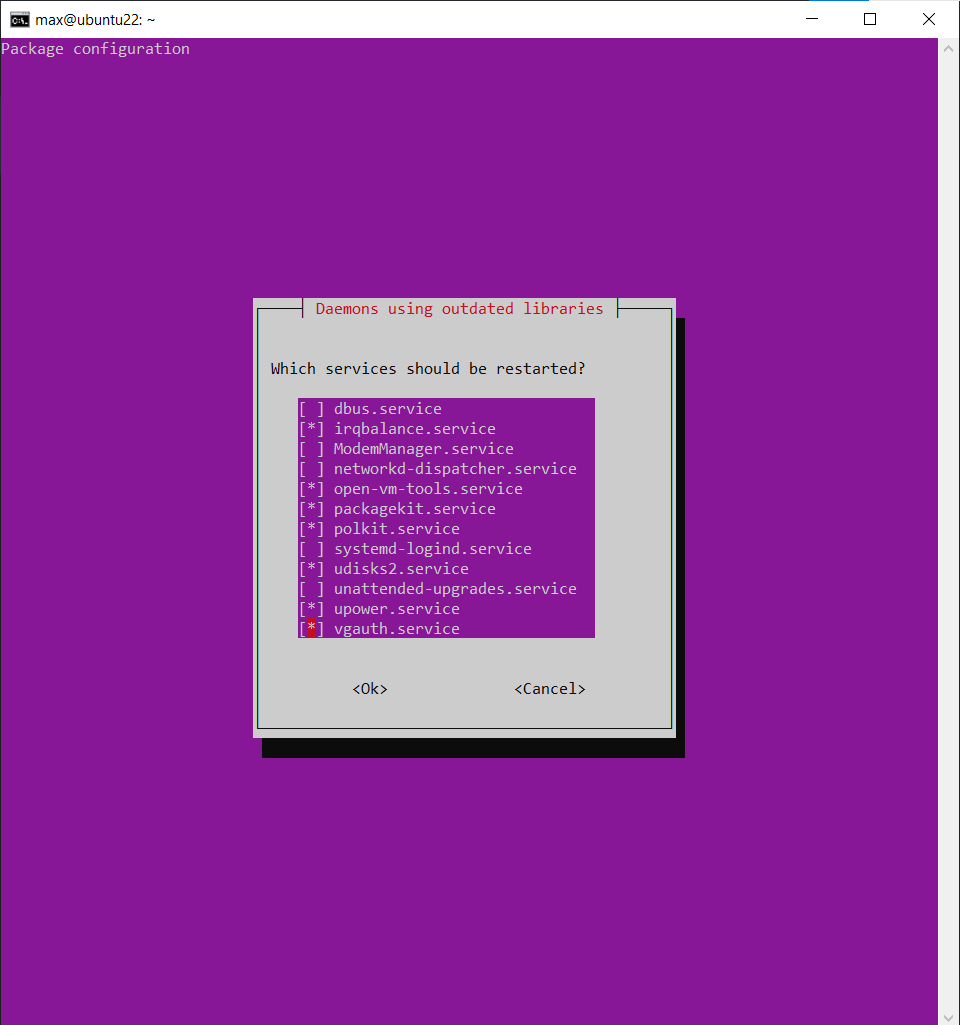 max@ubuntu22: ~
Package configuration
Daemons using outdated libraries
Which services should be restarted?
[ ] dbus.service
[*] irqbalance.service
[ ] ModemManager.service
[ ] networkd-dispatcher.service
[*] open-vm-tools.service
[*] packagekit.service
[*] polkit.service
[ ] systemd-logind.service
[*] udisks2.service
[ ] unattended-upgrades.service
[*] upower.service
[*] vgauth.service
<Ok> <Cancel>